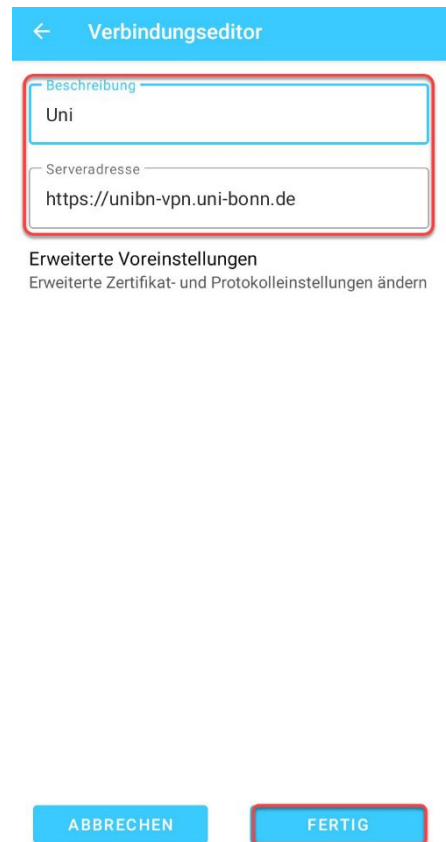 Verbindungseditor
Beschreibung
Uni
Serveradresse
https://unibn-vpn.uni-bonn.de
Erweiterte Voreinstellungen
Erweiterte Zertifikat- und Protokolleinstellungen ändern
ABBRECHEN
FERTIG